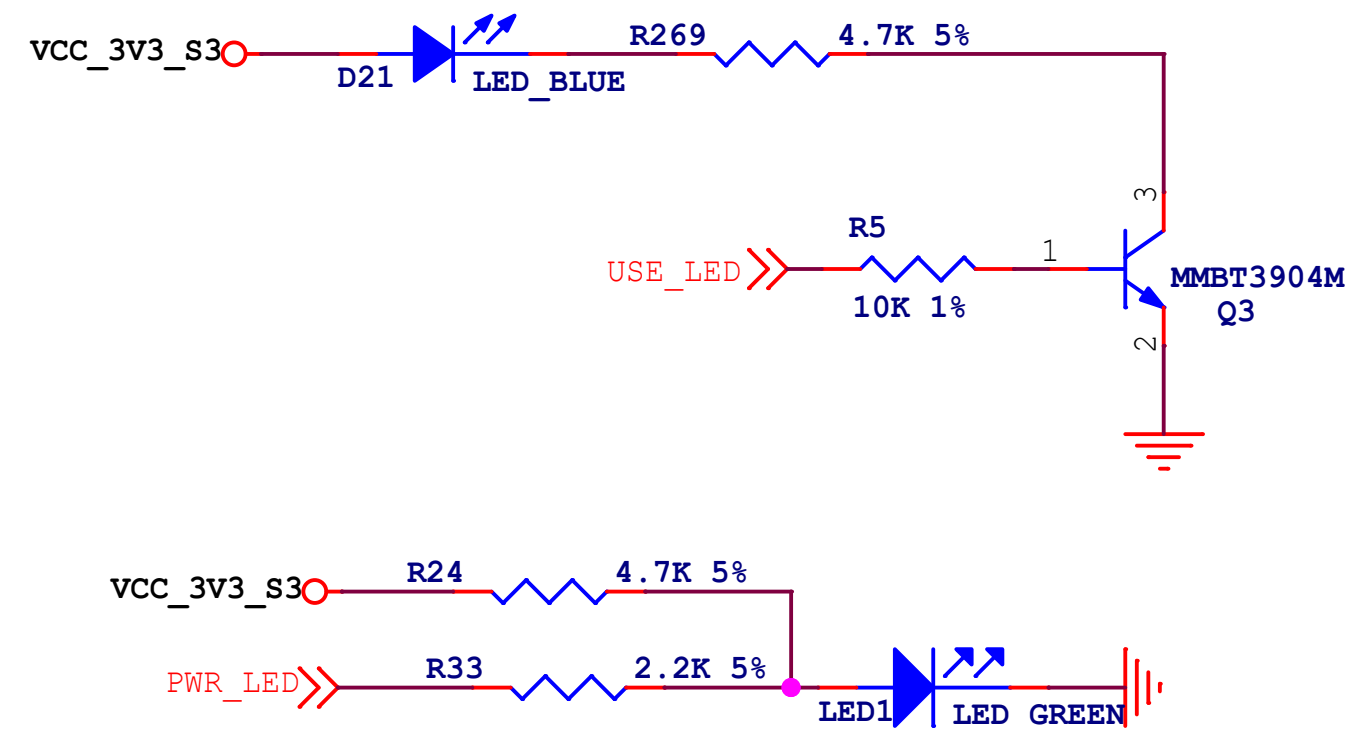 VCC_3V3_S3
D21
LED_BLUE
R269
4.7K 5%
3
R5
USE_LED
10K 1%
1
MMBT3904M
Q3
2
VCC_3V3_S3
R24
4.7K 5%
PWR_LED
R33
2.2K 5%
LED1
LED GREEN